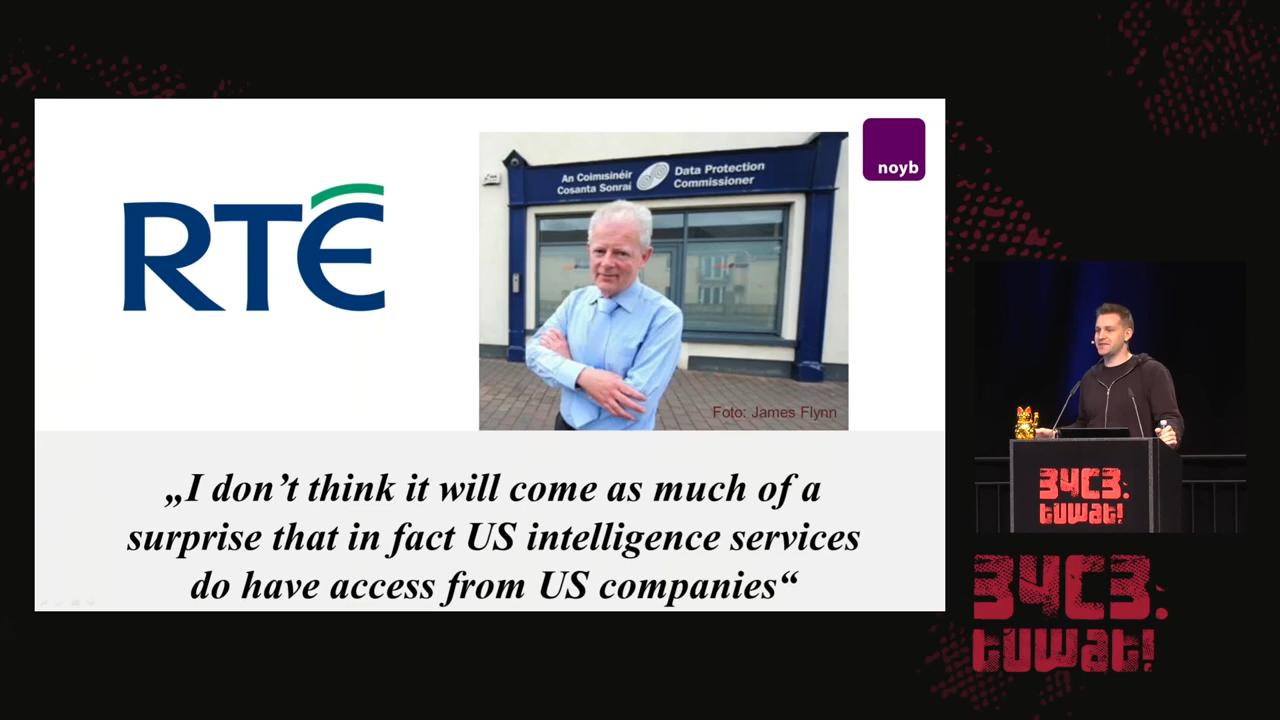 RTÉ
An Coimisinéir
Cosanta Sonraí
Data Protection
Commissioner
noyb
Foto: James Flynn
„I don’t think it will come as much of a
surprise that in fact US intelligence services
do have access from US companies“
34C3.
tuwat!
34C3.
tuwat!